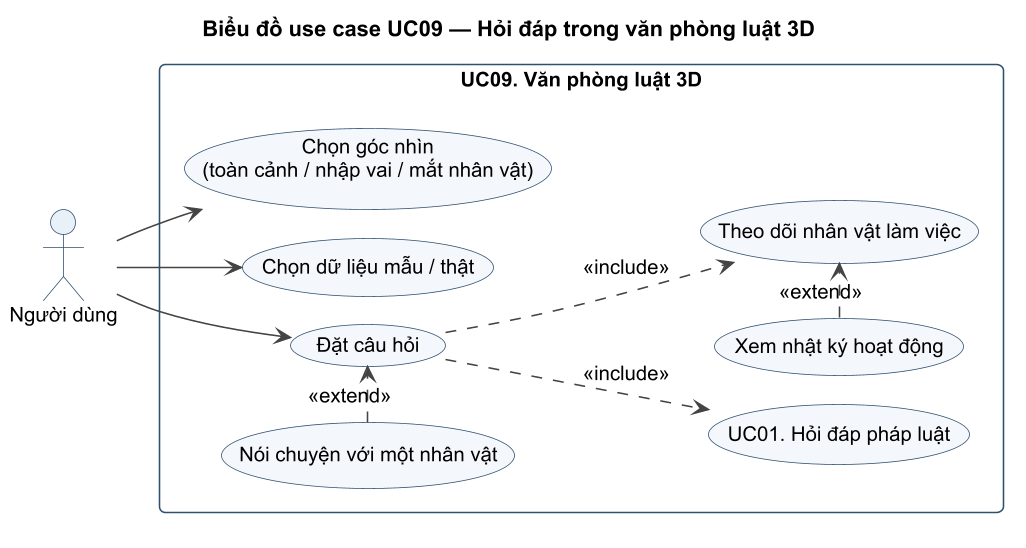 Biểu đồ use case UC09 — Hỏi đáp trong văn phòng luật 3D
UC09. Văn phòng luật 3D
Chọn góc nhìn
(toàn cảnh / nhập vai / mắt nhân vật)
Theo dõi nhân vật làm việc
Chọn dữ liệu mẫu / thật
«include»
«extend»
Người dùng
Đặt câu hỏi
Xem nhật ký hoạt động
«include»
«extend»
UC01. Hỏi đáp pháp luật
Nói chuyện với một nhân vật